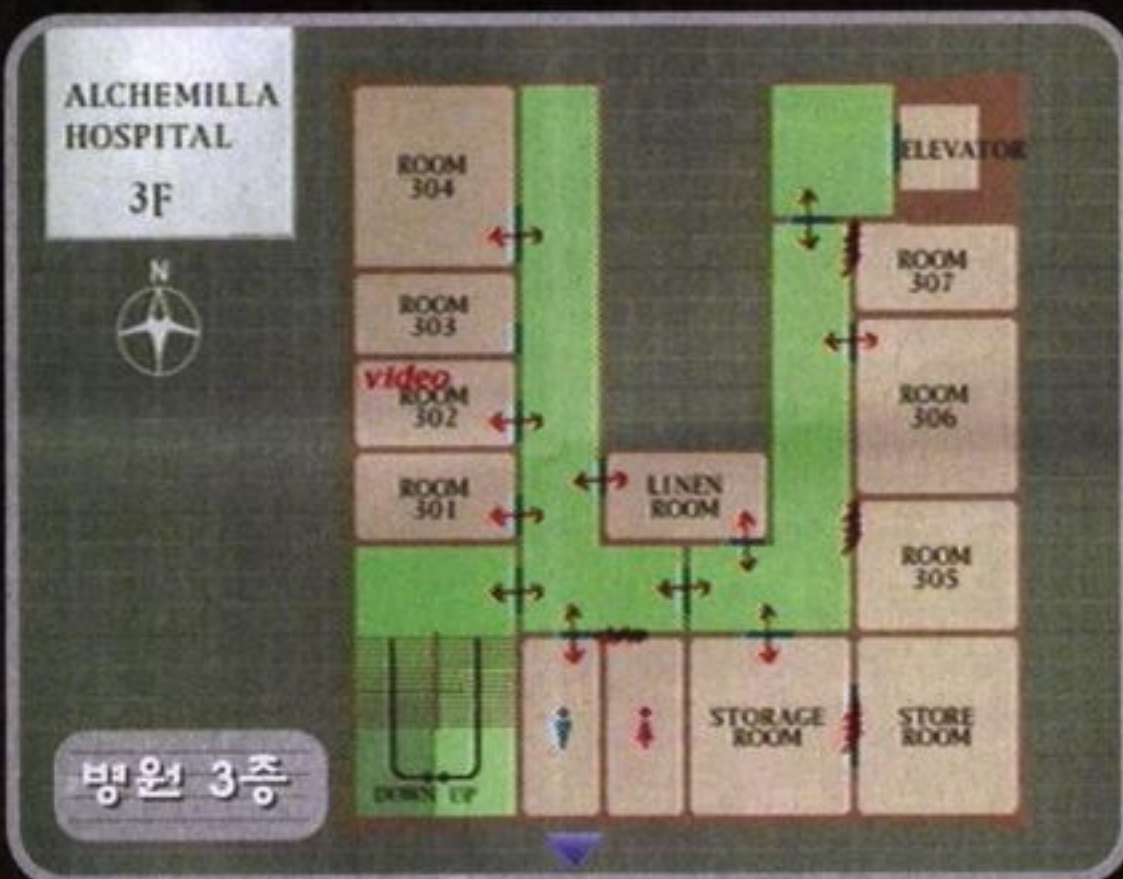 ALCHEMILLA
HOSPITAL
3F
N
ROOM
304
ELEVATOR
ROOM
303
ROOM
307
video
ROOM
302
ROOM
306
ROOM
301
LINEN
ROOM
ROOM
305
STORAGE
ROOM
STORE
ROOM
DOWN UP
병원 3층